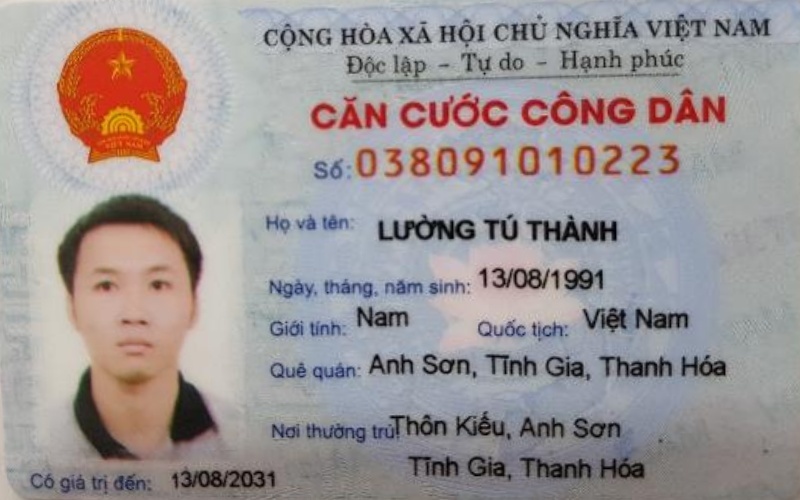 CỘNG HÒA XÃ HỘI CHỦ NGHĨA VIỆT NAM
Độc lập - Tự do - Hạnh phúc
CĂN CƯỚC CÔNG DÂN
Số: 038091010223
Họ và tên: LƯỜNG TÚ THÀNH
Ngày, tháng, năm sinh: 13/08/1991
Giới tính: Nam Quốc tịch: Việt Nam
Quê quán: Anh Sơn, Tĩnh Gia, Thanh Hóa
Nơi thường trú: Thôn Kiếu, Anh Sơn
Tĩnh Gia, Thanh Hóa
Có giá trị đến: 13/08/2031